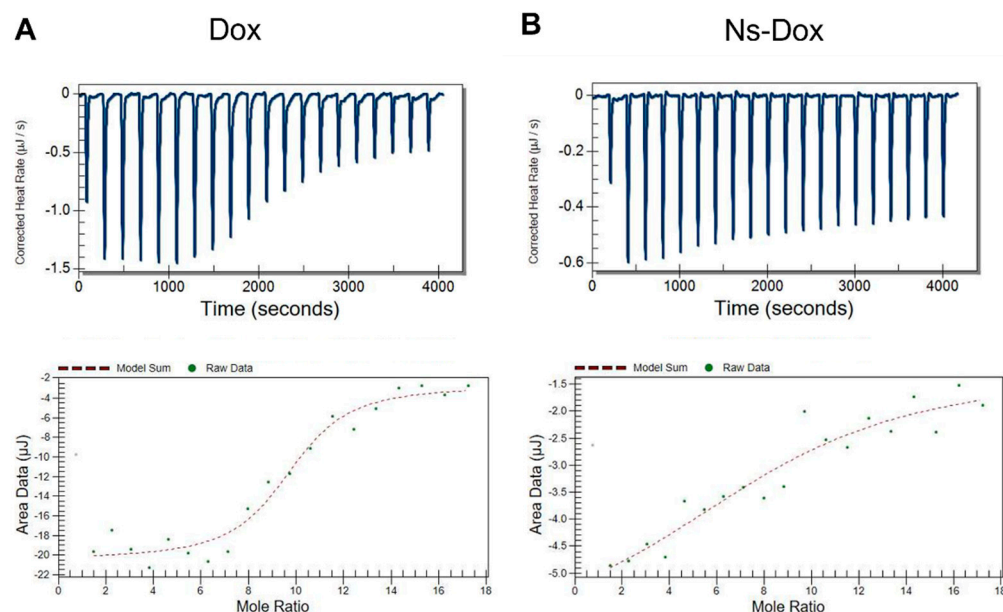 A
Dox
B
Ns-Dox
Corrected Heat Rate (µJ / s)
0
-0.5
-1.0
-1.5
0 1000 2000 3000 4000
Time (seconds)
Corrected Heat Rate (µJ / s)
0
-0.2
-0.4
-0.6
0 1000 2000 3000 4000
Time (seconds)
Model Sum Raw Data
Area Data (µJ)
-2
-4
-6
-8
-10
-12
-14
-16
-18
-20
-22
0 2 4 6 8 10 12 14 16 18
Mole Ratio
Model Sum Raw Data
Area Data (µJ)
-1.5
-2.0
-2.5
-3.0
-3.5
-4.0
-4.5
-5.0
0 2 4 6 8 10 12 14 16 18
Mole Ratio